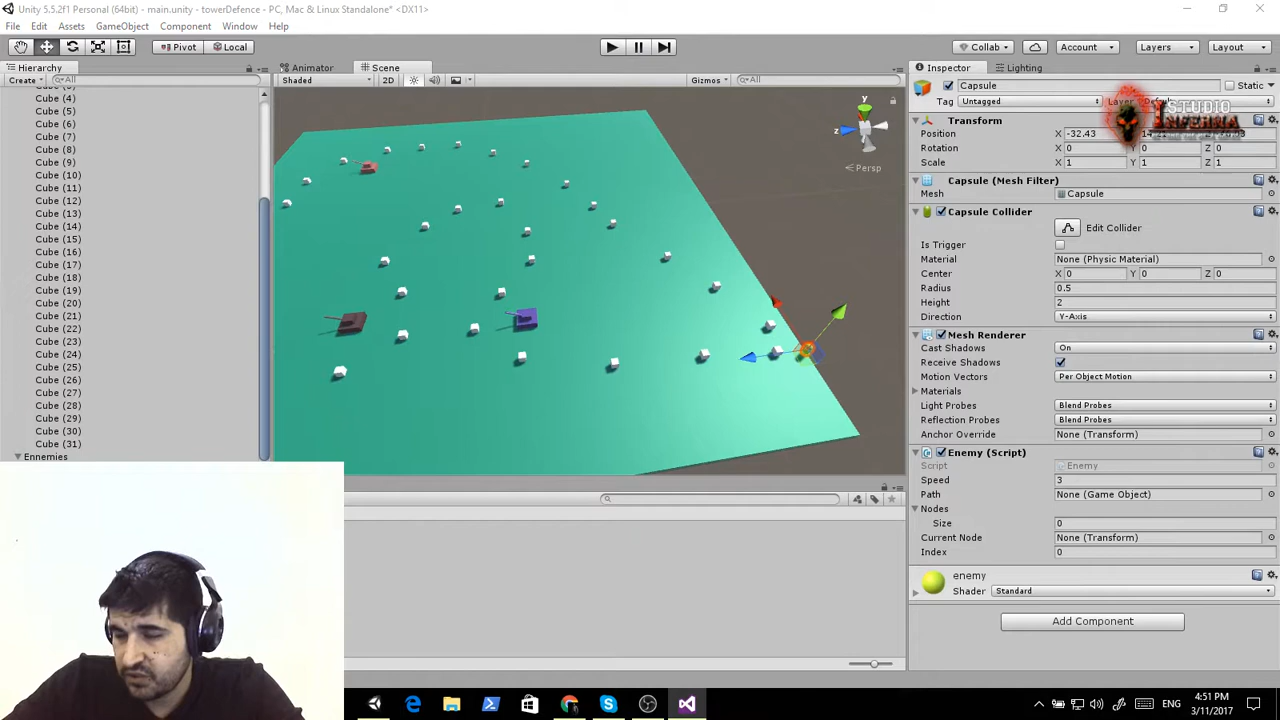 Unity 5.5.2f1 Personal (64bit) - main.unity - towerDefence - PC, Mac & Linux Standalone* <DX11>
File Edit Assets GameObject Component Window Help
Pivot Local Collab Account Layers Layout
Hierarchy Animator Scene Inspector Lighting
Create All Shaded 2D Gizmos All Capsule Static
Tag Untagged Layer
STUDIO
INFERNIA
Cube (4)
Cube (5)
Cube (6)
Cube (7)
Cube (8)
Cube (9)
Cube (10)
Cube (11)
Cube (12)
Cube (13)
Cube (14)
Cube (15)
Cube (16)
Cube (17)
Cube (18)
Cube (19)
Cube (20)
Cube (21)
Cube (22)
Cube (23)
Cube (24)
Cube (25)
Cube (26)
Cube (27)
Cube (28)
Cube (29)
Cube (30)
Cube (31)
Ennemies
y
z
Persp
Transform
Position X -32.43 Y Z
Rotation X 0 Y 0 Z 0
Scale X 1 Y 1 Z 1
Capsule (Mesh Filter)
Mesh Capsule
Capsule Collider
Edit Collider
Is Trigger
Material None (Physic Material)
Center X 0 Y 0 Z 0
Radius 0.5
Height 2
Direction Y-Axis
Mesh Renderer
Cast Shadows On
Receive Shadows
Motion Vectors Per Object Motion
Materials
Light Probes Blend Probes
Reflection Probes Blend Probes
Anchor Override None (Transform)
Enemy (Script)
Script Enemy
Speed 3
Path None (Game Object)
Nodes
Size 0
Current Node None (Transform)
Index 0
enemy
Shader Standard
Add Component
ENG
4:51 PM
3/11/2017